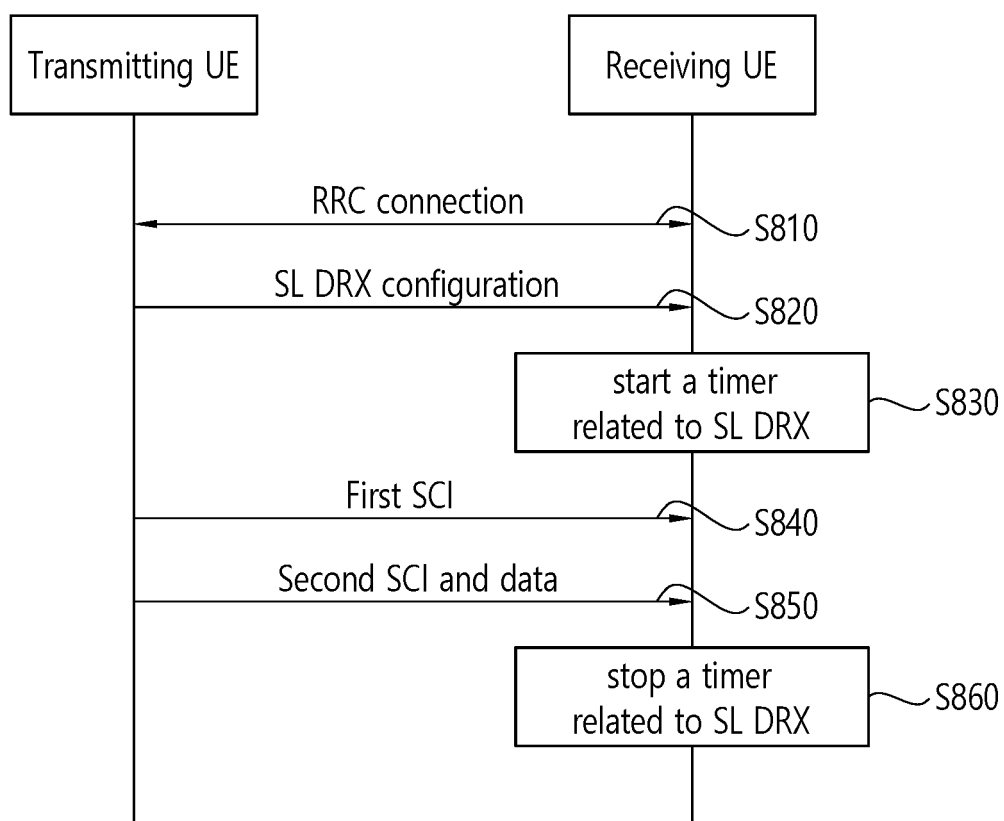 Transmitting UE
Receiving UE
RRC connection
S810
SL DRX configuration
S820
start a timer
related to SL DRX
S830
First SCI
S840
Second SCI and data
S850
stop a timer
related to SL DRX
S860